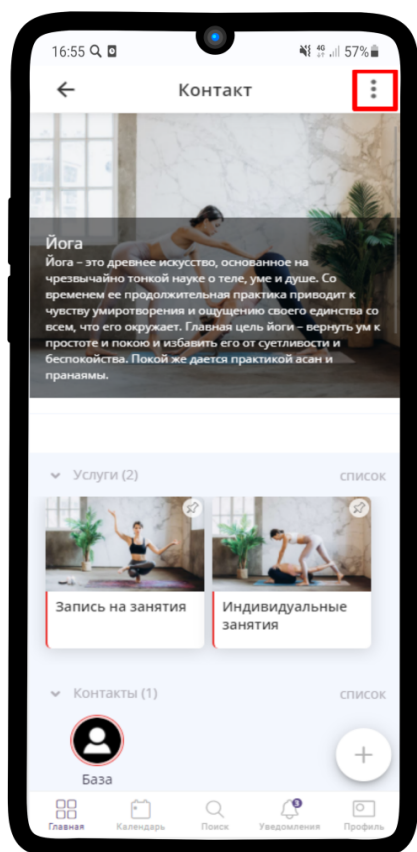 16:55
4G
57%
Контакт
Йога
Йога – это древнее искусство, основанное на
чрезвычайно тонкой науке о теле, уме и душе. Со
временем ее продолжительная практика приводит к
чувству умиротворения и ощущению своего единства со
всем, что его окружает. Главная цель йоги – вернуть ум к
простоте и покою и избавить его от суетливости и
беспокойства. Покой же дается практикой асан и
пранаямы.
Услуги (2)
список
Запись на занятия
Индивидуальные
занятия
Контакты (1)
список
База
Главная
Календарь
Поиск
3
Уведомления
Профиль